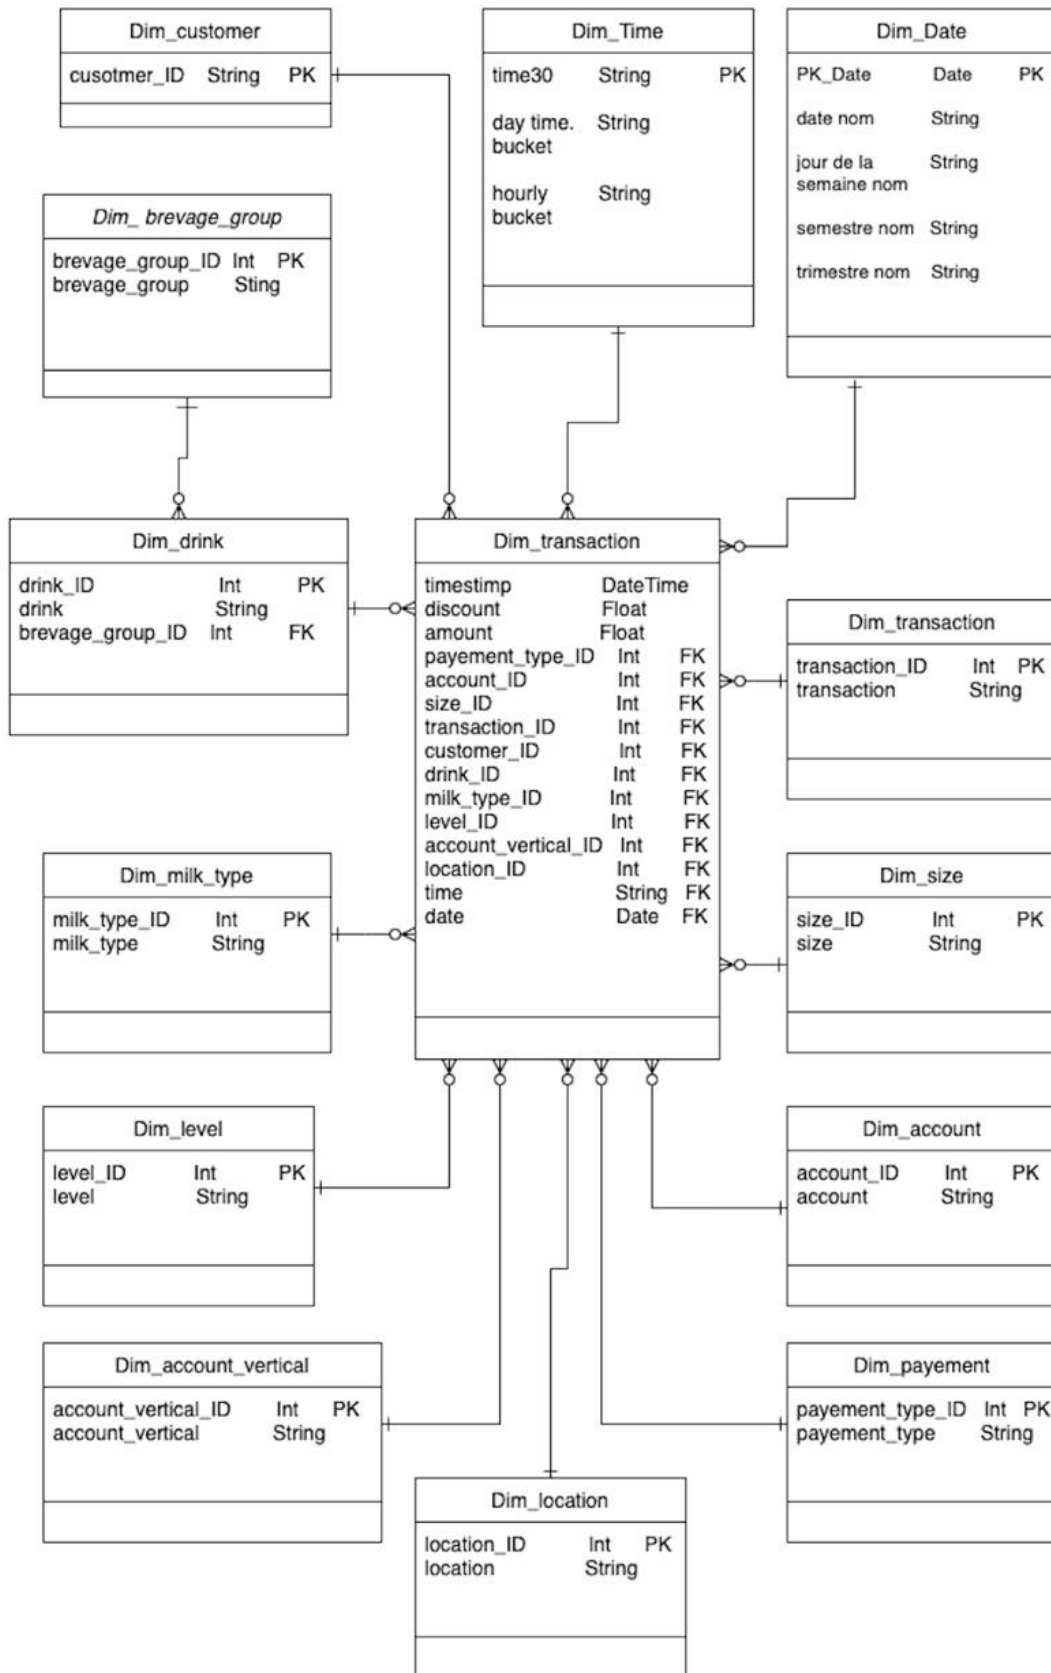 Dim_customer
cusotmer_ID String PK
Dim_Time
time30 String PK
day time. String
bucket
hourly String
bucket
Dim_Date
PK_Date Date PK
date nom String
jour de la String
semaine nom
semestre nom String
trimestre nom String
Dim_ brevage_group
brevage_group_ID Int PK
brevage_group Sting
Dim_drink
drink_ID Int PK
drink String
brevage_group_ID Int FK
Dim_transaction
timestimp DateTime
discount Float
amount Float
payement_type_ID Int FK
account_ID Int FK
size_ID Int FK
transaction_ID Int FK
customer_ID Int FK
drink_ID Int FK
milk_type_ID Int FK
level_ID Int FK
account_vertical_ID Int FK
location_ID Int FK
time String FK
date Date FK
Dim_transaction
transaction_ID Int PK
transaction String
Dim_milk_type
milk_type_ID Int PK
milk_type String
Dim_size
size_ID Int PK
size String
Dim_level
level_ID Int PK
level String
Dim_account
account_ID Int PK
account String
Dim_account_vertical
account_vertical_ID Int PK
account_vertical String
Dim_payement
payement_type_ID Int PK
payement_type String
Dim_location
location_ID Int PK
location String